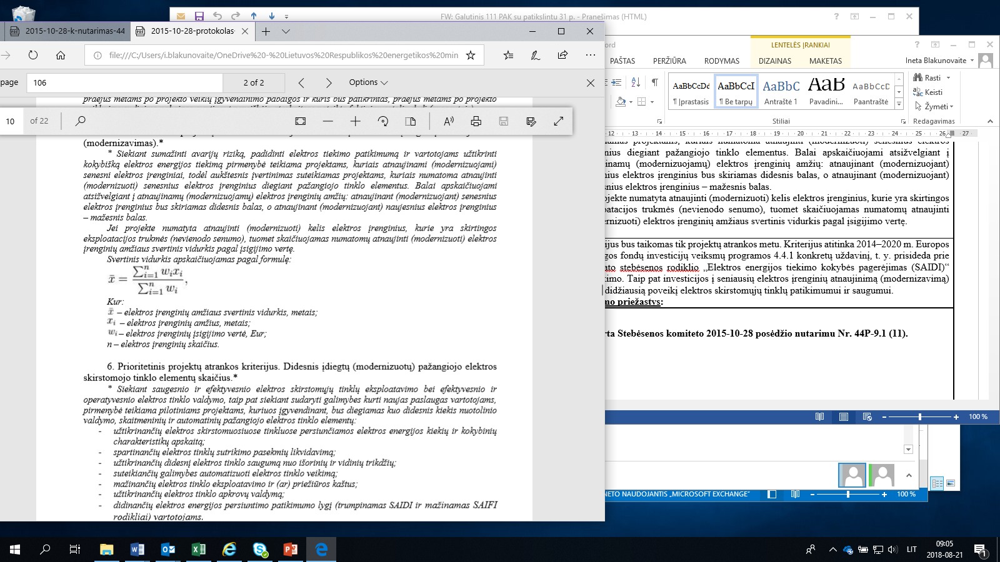 FW: Galutinis 111 PAK su patikslintu 31 p. - Pranešimas (HTML)
2015-10-28-k-nutarimas-44
2015-10-28-protokolas-
file:///C:/Users/i.blakunovaite/OneDrive%20-%20Lietuvos%20Respublikos%20energetikos%20min
page
106
2 of 2
Options
praėjus metams po projekto veiklų įgyvendinimo pabaigos ir kuris bus patikrintas, praėjus metams po projekto
10
of 22
(modernizavimas).*
* Siekiant sumažinti avarijų riziką, padidinti elektros tiekimo patikimumą ir vartotojams užtikrinti
kokybišką elektros energijos tiekimą pirmenybė teikiama projektams, kuriais atnaujinami (modernizuojami)
senesni elektros įrenginiai, todėl aukštesnis įvertinimas suteikiamas projektams, kuriais numatoma atnaujinti
(modernizuoti) senesnius elektros įrenginius diegiant pažangiojo tinklo elementus. Balai apskaičiuojami
atsižvelgiant į atnaujinamų (modernizuojamų) elektros įrenginių amžių: atnaujinant (modernizuojant) senesnius
elektros įrenginius bus skiriamas didesnis balas, o atnaujinant (modernizuojant) naujesnius elektros įrenginius
– mažesnis balas.
Jei projekte numatyta atnaujinti (modernizuoti) kelis elektros įrenginius, kurie yra skirtingos
eksploatacijos trukmės (nevienodo senumo), tuomet skaičiuojamas numatomų atnaujinti (modernizuoti) elektros
įrenginių amžiaus svertinis vidurkis pagal įsigijimo vertę.
Svertinis vidurkis apskaičiuojamas pagal formulę:
x̄ = ∑ⁿᵢ₌₁ wᵢxᵢ / ∑ⁿᵢ₌₁ wᵢ,
Kur:
x̄ – elektros įrenginių amžiaus svertinis vidurkis, metais;
xᵢ – elektros įrenginių amžius, metais;
wᵢ – elektros įrenginių įsigijimo vertė, Eur;
n – elektros įrenginių skaičius.
6. Prioritetinis projektų atrankos kriterijus. Didesnis įdiegtų (modernizuotų) pažangiojo elektros
skirstomojo tinklo elementų skaičius.*
* Siekiant saugesnio ir efektyvesnio elektros skirstomųjų tinklų eksploatavimo bei efektyvesnio ir
operatyvesnio elektros tinklo valdymo, taip pat siekiant sudaryti galimybes kurti naujas paslaugas vartotojams,
pirmenybė teikiama pilotiniams projektams, kuriuos įgyvendinant, bus diegiamas kuo didesnis kiekis nuotolinio
valdymo, skaitmeninių ir automatinių pažangiojo elektros tinklo elementų:
- užtikrinančių elektros skirstomuosiuose tinkluose persiunčiamos elektros energijos kiekių ir kokybinių
charakteristikų apskaitą;
- spartinančių elektros tinklų sutrikimo pasekmių likvidavimą;
- užtikrinančių didesnį elektros tinklo saugumą nuo išorinių ir vidinių trikdžių;
- suteikiančių galimybes automatizuoti elektros tinklo veikimą;
- mažinančių elektros tinklo eksploatavimo ir (ar) priežiūros kaštus;
- užtikrinančių elektros tinklo apkrovų valdymą;
- didinančių elektros energijos persiuntimo patikimumo lygį (trumpinamas SAIDI ir mažinamas SAIFI
rodikliai) vartotojams.
ord
LENTELĖS ĮRANKIAI
PAŠTAS PERŽIŪRA RODYMAS DIZAINAS MAKETAS
Ineta Blakunovaite
AaBbCcDd AaBbCcI AaBbC AaB AaBbCcD
¶ Įprastasis ¶ Be tarpų Antraštė 1 Pavadini... Paantraštė
Rasti
Keisti
Žymėti
Stiliai
Redagavimas
12 13 14 15 16 17 18 19 20 21 22 23 24 25 26 27
nius diegiant pažangiojo tinklo elementus. Balai apskaičiuojami atsižvelgiant į
inamų (modernizuojamų) elektros įrenginių amžių: atnaujinant (modernizuojant)
nius elektros įrenginius bus skiriamas didesnis balas, o atnaujinant (modernizuojant)
esnius elektros įrenginius – mažesnis balas.
jekte numatyta atnaujinti (modernizuoti) kelis elektros įrenginius, kurie yra skirtingos
atacijos trukmės (nevienodo senumo), tuomet skaičiuojamas numatomų atnaujinti
ernizuoti) elektros įrenginių amžiaus svertinis vidurkis pagal įsigijimo vertę.
ijus bus taikomas tik projektų atrankos metu. Kriterijus atitinka 2014–2020 m. Europos
gos fondų investicijų veiksmų programos 4.4.1 konkretų uždavinį, t. y. prisideda prie
ato stebėsenos rodiklio „Elektros energijos tiekimo kokybės pagerėjimas (SAIDI)“
kimo. Taip pat investicijos į seniausių elektros įrenginių atnaujinimą (modernizavimą)
didžiausią poveikį elektros skirstomųjų tinklų patikimumui ir saugumui.
mo priežastys:
rta Stebėsenos komiteto 2015-10-28 posėdžio nutarimu Nr. 44P-9.1 (11).
100 %
NETO NAUDOJANTIS „MICROSOFT EXCHANGE“
100 %
LIT
09:05
2018-08-21
1